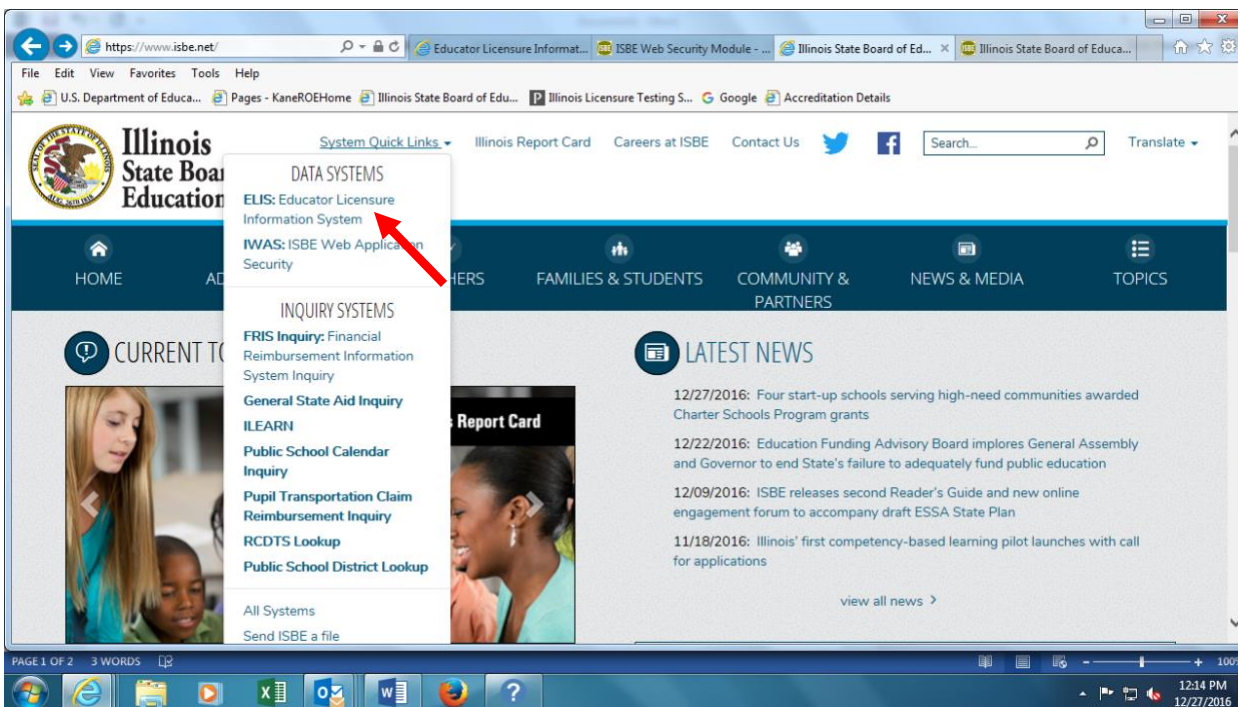 https://www.isbe.net/
Educator Licensure Informat...
ISBE Web Security Module - ...
Illinois State Board of Ed...
Illinois State Board of Educa...
File Edit View Favorites Tools Help
U.S. Department of Educa... Pages - KaneROEHome Illinois State Board of Edu... Illinois Licensure Testing S... Google Accreditation Details
Illinois
State Boar
Education
System Quick Links Illinois Report Card Careers at ISBE Contact Us Search... Translate
DATA SYSTEMS
ELIS: Educator Licensure
Information System
IWAS: ISBE Web Application
Security
INQUIRY SYSTEMS
FRIS Inquiry: Financial
Reimbursement Information
System Inquiry
General State Aid Inquiry
ILEARN
Public School Calendar
Inquiry
Pupil Transportation Claim
Reimbursement Inquiry
RCDTS Lookup
Public School District Lookup
All Systems
Send ISBE a file
HOME AD HERS FAMILIES & STUDENTS COMMUNITY & NEWS & MEDIA TOPICS
PARTNERS
CURRENT TO
s Report Card
LATEST NEWS
12/27/2016: Four start-up schools serving high-need communities awarded
Charter Schools Program grants
12/22/2016: Education Funding Advisory Board implores General Assembly
and Governor to end State's failure to adequately fund public education
12/09/2016: ISBE releases second Reader's Guide and new online
engagement forum to accompany draft ESSA State Plan
11/18/2016: Illinois' first competency-based learning pilot launches with call
for applications
view all news >
PAGE 1 OF 2 3 WORDS 100%
12:14 PM
12/27/2016